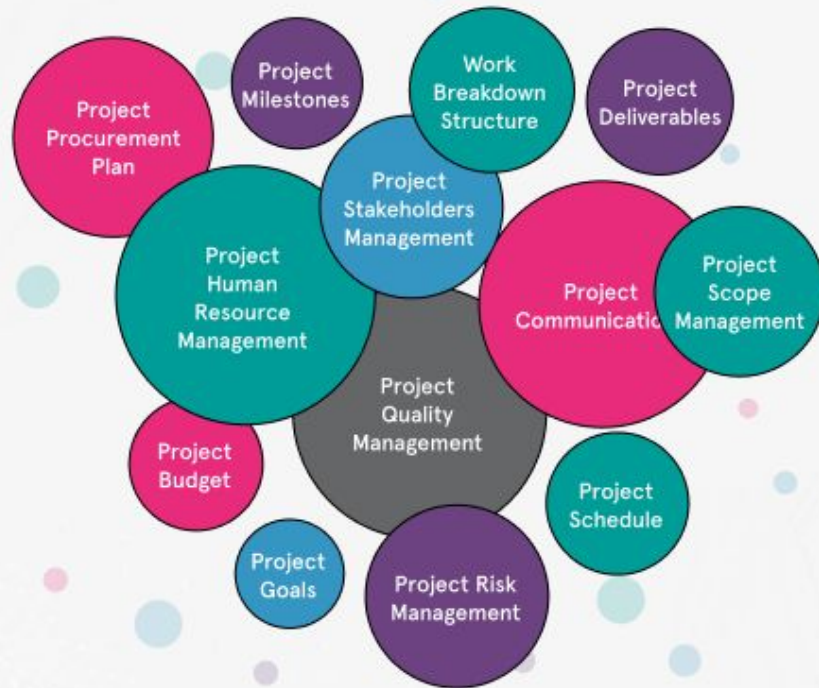 Project
Procurement
Plan
Project
Milestones
Work
Breakdown
Structure
Project
Deliverables
Project
Stakeholders
Management
Project
Human
Resource
Management
Project
Communication
Project
Scope
Management
Project
Quality
Management
Project
Budget
Project
Schedule
Project
Goals
Project Risk
Management